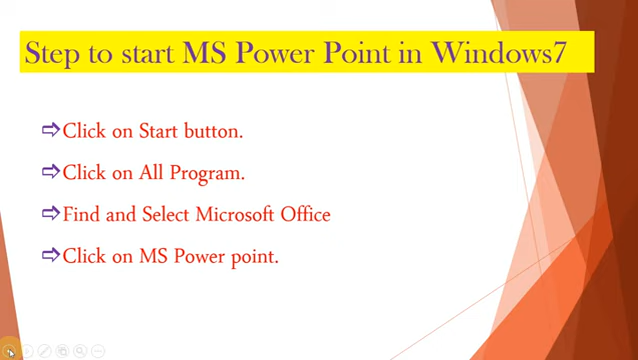 Step to start MS Power Point in Windows7
⇨Click on Start button.
⇨Click on All Program.
⇨Find and Select Microsoft Office
⇨Click on MS Power point.